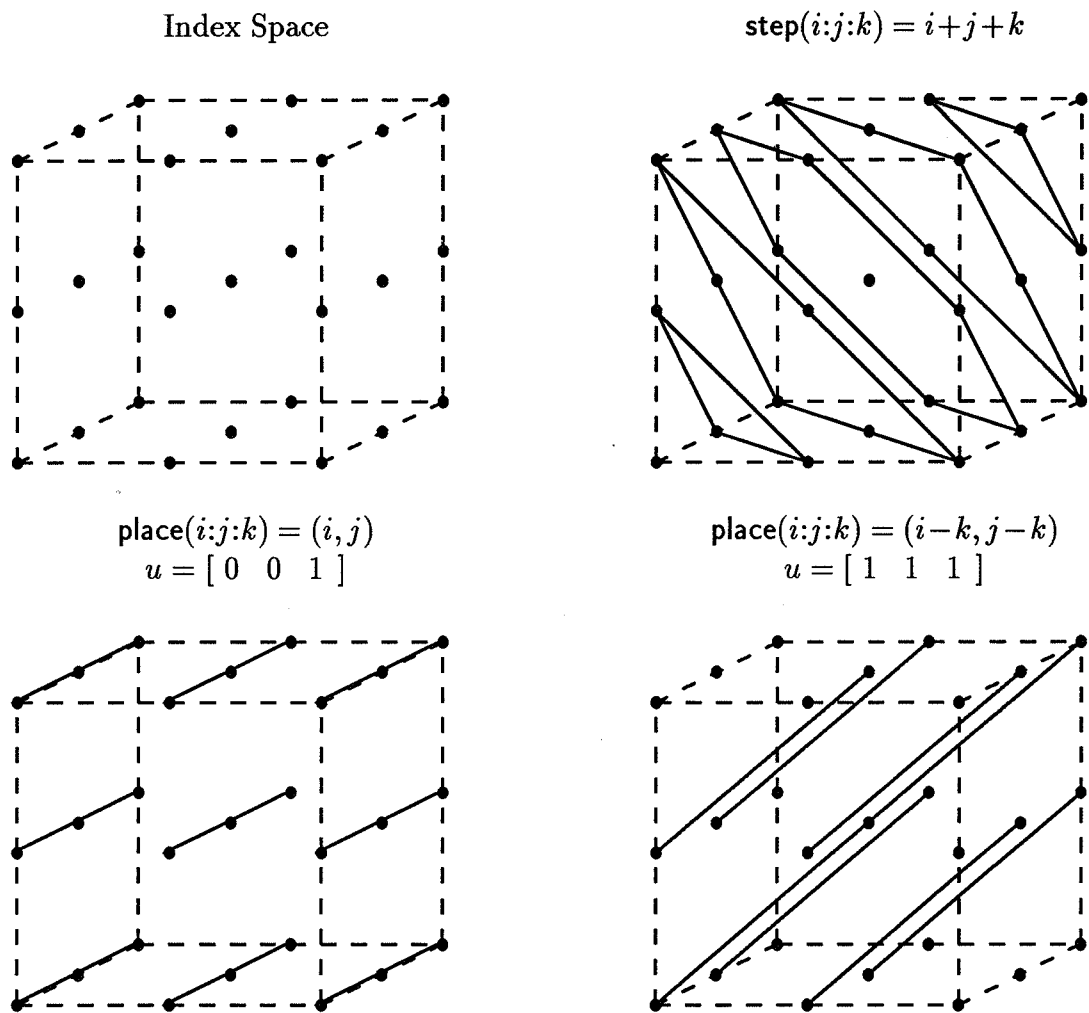 Index Space
step(i:j:k) = i+j+k
place(i:j:k) = (i, j)
u = [ 0 0 1 ]
place(i:j:k) = (i−k, j−k)
u = [ 1 1 1 ]